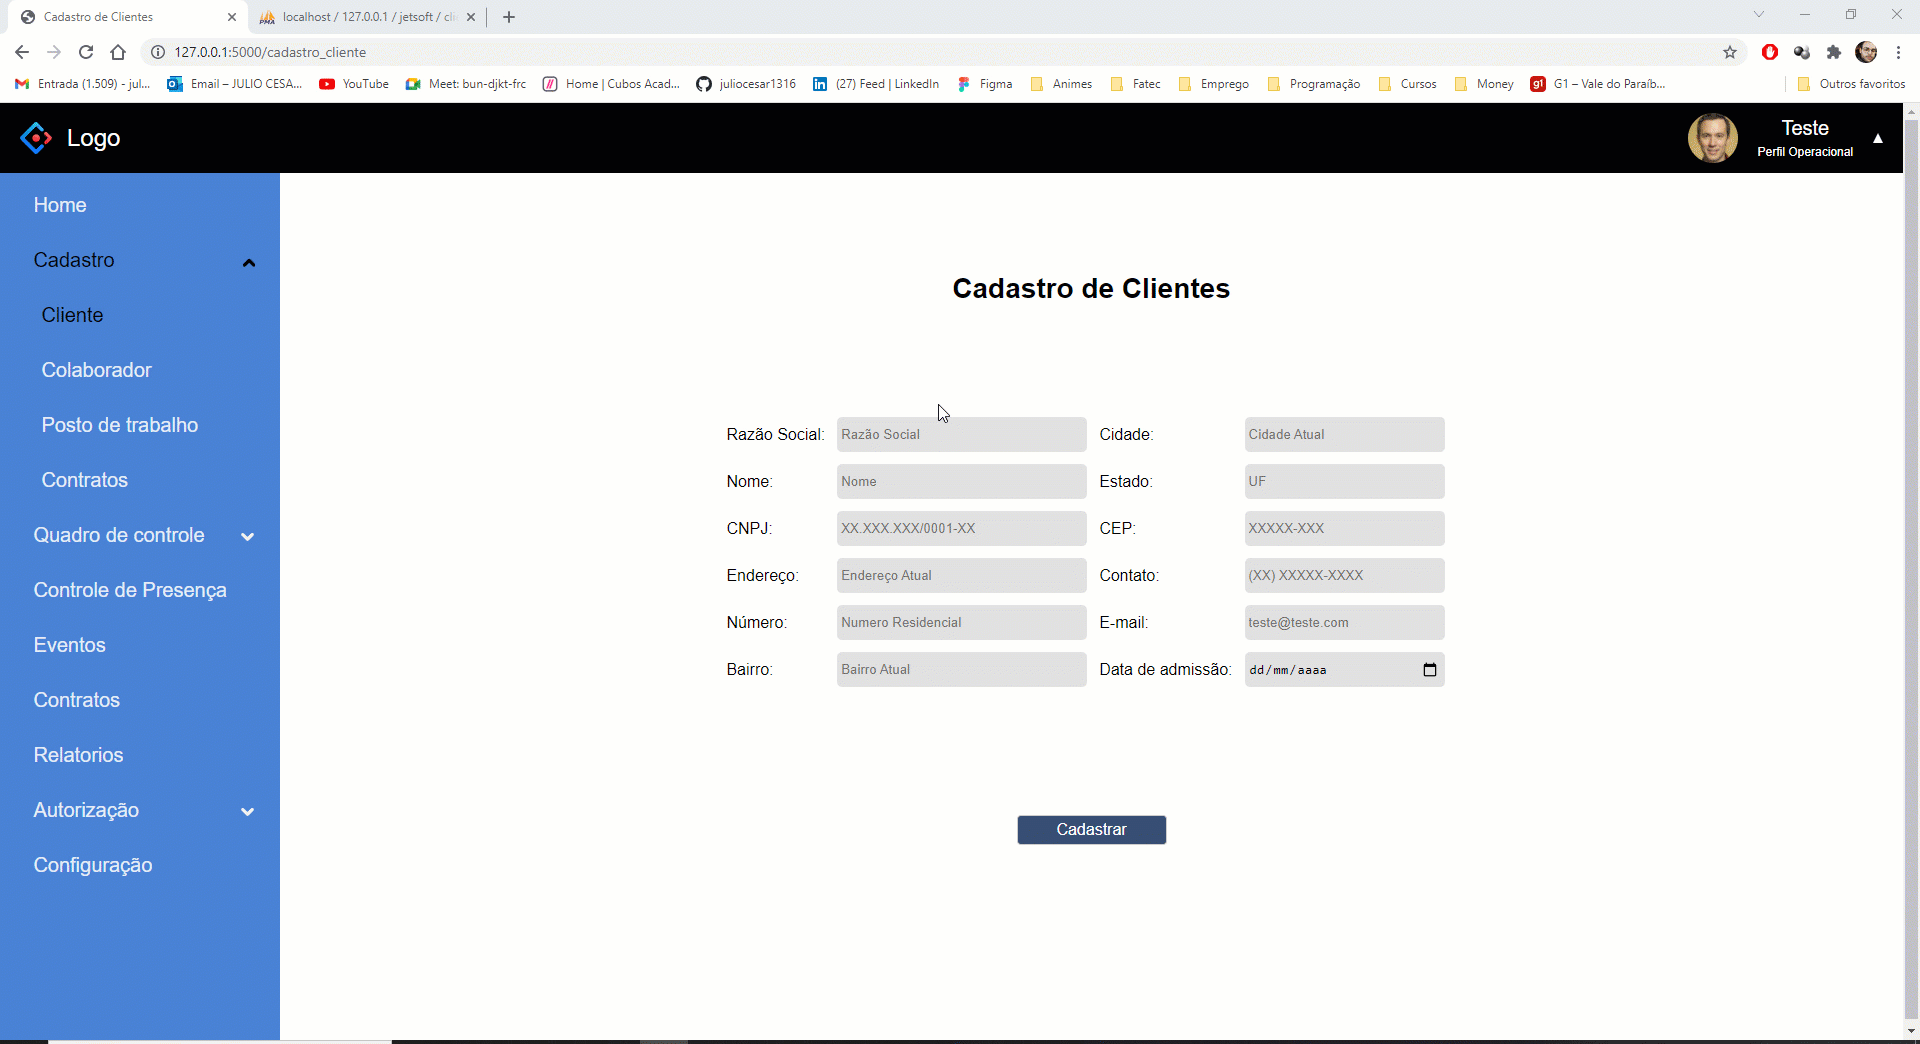 Cadastro de Clientes
localhost / 127.0.0.1 / jetsoft / cli
127.0.0.1:5000/cadastro_cliente
Entrada (1.509) - jul...
Email – JULIO CESA...
YouTube
Meet: bun-djkt-frc
Home | Cubos Acad...
juliocesar1316
(27) Feed | LinkedIn
Figma
Animes
Fatec
Emprego
Programação
Cursos
Money
G1 – Vale do Paraíb...
Outros favoritos
Logo
Teste
Perfil Operacional
Home
Cadastro
Cliente
Colaborador
Posto de trabalho
Contratos
Quadro de controle
Controle de Presença
Eventos
Contratos
Relatorios
Autorização
Configuração
Cadastro de Clientes
Razão Social: Razão Social Cidade: Cidade Atual
Nome: Nome Estado: UF
CNPJ: XX.XXX.XXX/0001-XX CEP: XXXXX-XXX
Endereço: Endereço Atual Contato: (XX) XXXXX-XXXX
Número: Numero Residencial E-mail: teste@teste.com
Bairro: Bairro Atual Data de admissão: dd/mm/aaaa
Cadastrar